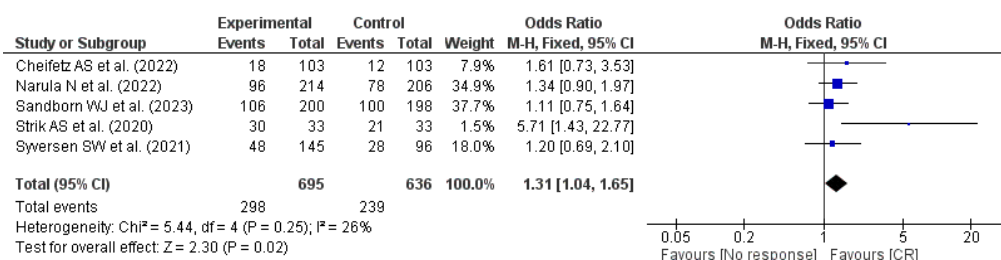 Experimental Control Odds Ratio Odds Ratio
Study or Subgroup Events Total Events Total Weight M-H, Fixed, 95% CI M-H, Fixed, 95% CI
Cheifetz AS et al. (2022) 18 103 12 103 7.9% 1.61 [0.73, 3.53]
Narula N et al. (2022) 96 214 78 206 34.9% 1.34 [0.90, 1.97]
Sandborn WJ et al. (2023) 106 200 100 198 37.7% 1.11 [0.75, 1.64]
Strik AS et al. (2020) 30 33 21 33 1.5% 5.71 [1.43, 22.77]
Syversen SW et al. (2021) 48 145 28 96 18.0% 1.20 [0.69, 2.10]
Total (95% CI) 695 636 100.0% 1.31 [1.04, 1.65]
Total events 298 239
Heterogeneity: Chi² = 5.44, df = 4 (P = 0.25); I² = 26%
Test for overall effect: Z = 2.30 (P = 0.02)
0.05 0.2 1 5 20
Favours [No response] Favours [CR]